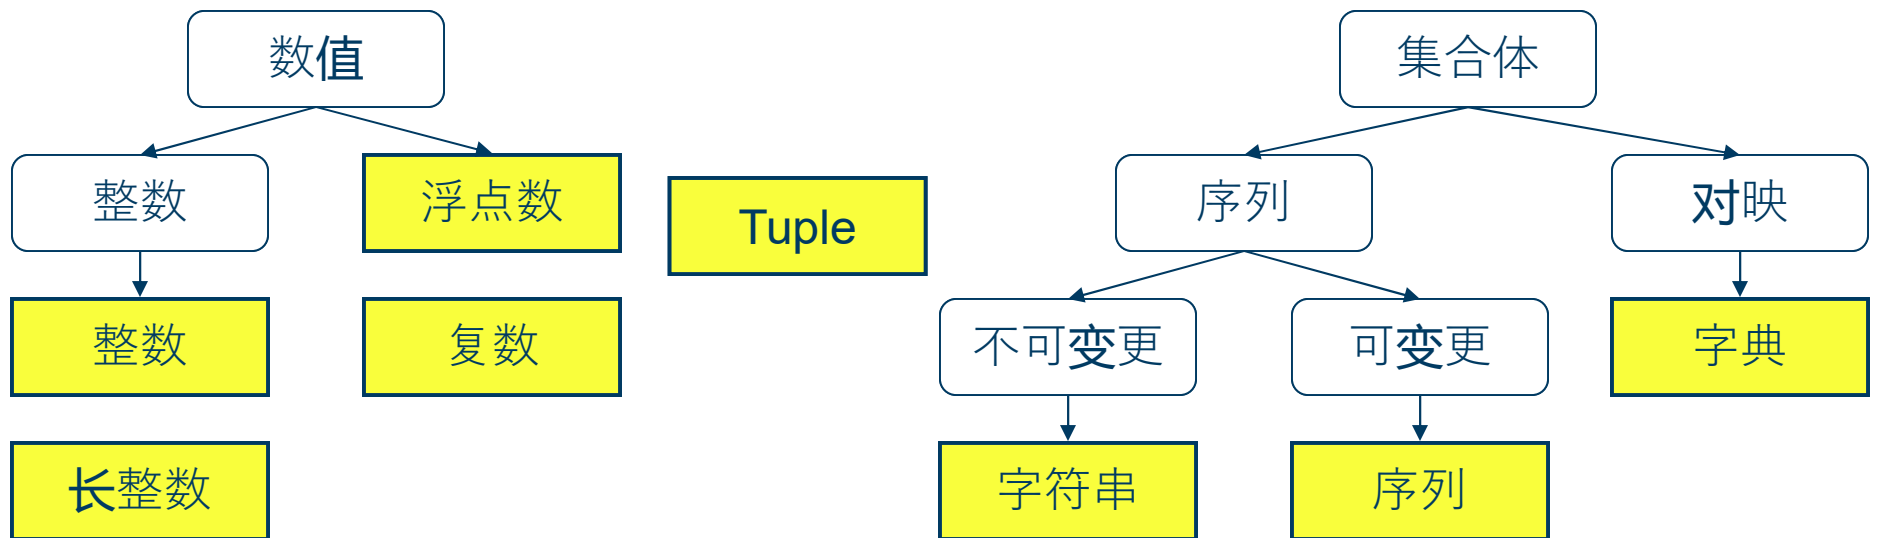 数值
集合体
整数
浮点数
Tuple
序列
对映
整数
复数
不可变更
可变更
字典
长整数
字符串
序列